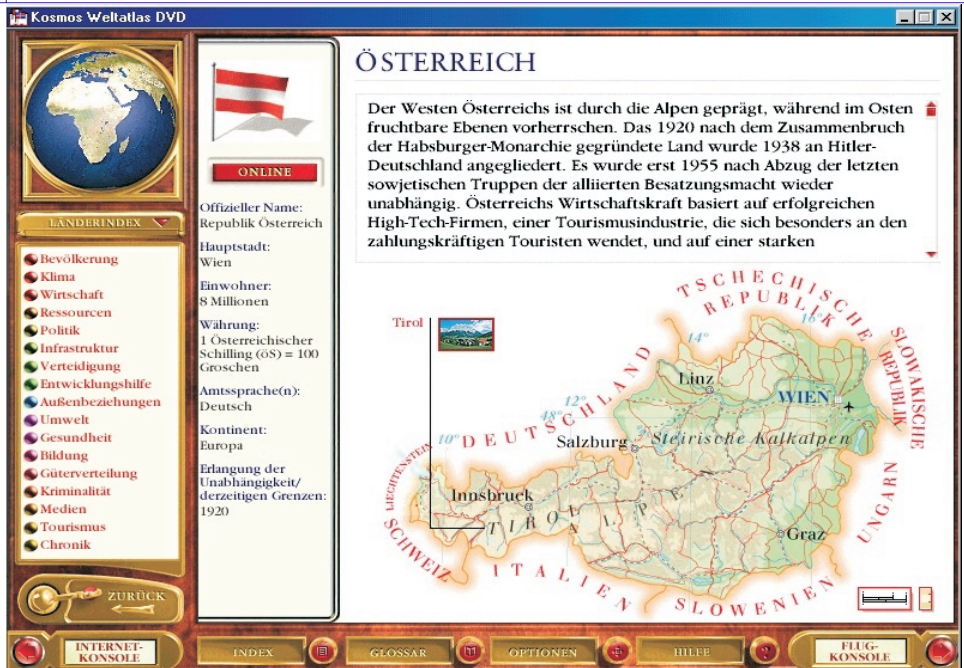 Kosmos Weltatlas DVD
LÄNDERINDEX
Bevölkerung
Klima
Wirtschaft
Ressourcen
Politik
Infrastruktur
Verteidigung
Entwicklungshilfe
Außenbeziehungen
Umwelt
Gesundheit
Bildung
Güterverteilung
Kriminalität
Medien
Tourismus
Chronik
ZURÜCK
ONLINE
Offizieller Name:
Republik Österreich
Hauptstadt:
Wien
Einwohner:
8 Millionen
Währung:
1 Österreichischer
Schilling (öS) = 100
Groschen
Amtssprache(n):
Deutsch
Kontinent:
Europa
Erlangung der
Unabhängigkeit/
derzeitigen Grenzen:
1920
ÖSTERREICH
Der Westen Österreichs ist durch die Alpen geprägt, während im Osten
fruchtbare Ebenen vorherrschen. Das 1920 nach dem Zusammenbruch
der Habsburger-Monarchie gegründete Land wurde 1938 an Hitler-
Deutschland angegliedert. Es wurde erst 1955 nach Abzug der letzten
sowjetischen Truppen der alliierten Besatzungsmacht wieder
unabhängig. Österreichs Wirtschaftskraft basiert auf erfolgreichen
High-Tech-Firmen, einer Tourismusindustrie, die sich besonders an den
zahlungskräftigen Touristen wendet, und auf einer starken
TSCHECHISCHE
REPUBLIK
Tirol
16°
14°
SLOWAKISCHE
REPUBLIK
DEUTSCHLAND
Linz
WIEN
12°
48°
10°
Salzburg
Steirische Kalkalpen
LIECHTENSTEIN
Innsbruck
TIROL
ALPEN
UNGARN
Graz
SCHWEIZ
ITALIEN
SLOWENIEN
INTERNET-
KONSOLE
INDEX
GLOSSAR
OPTIONEN
HILFE
?
FLUG-
KONSOLE